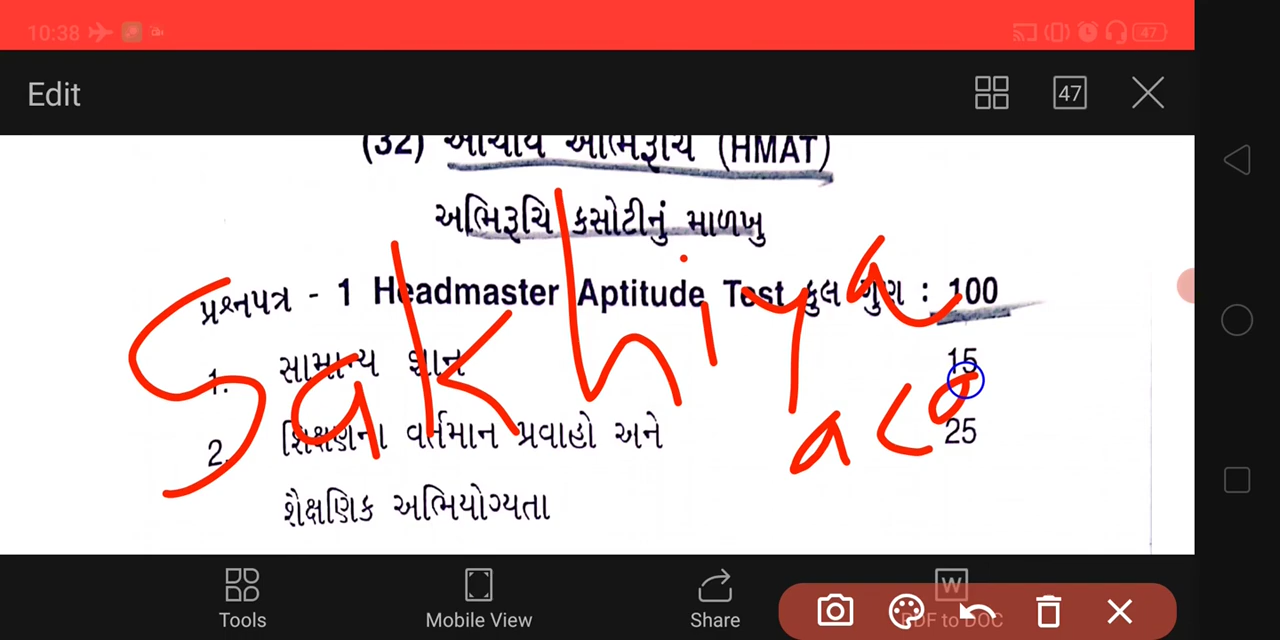 10:38 47
Edit 47
(32) આચાર્ય અભિરૂચિ (HMAT)
અભિરૂચિ કસોટીનું માળખુ
પ્રશ્નપત્ર - 1 Headmaster Aptitude Test કુલ ગુણ : 100
1. સામાન્ય જ્ઞાન 15
2. શિક્ષણના વર્તમાન પ્રવાહો અને 25
શૈક્ષણિક અભિયોગ્યતા
Sakhiya
aca
Tools Mobile View Share PDF to DOC